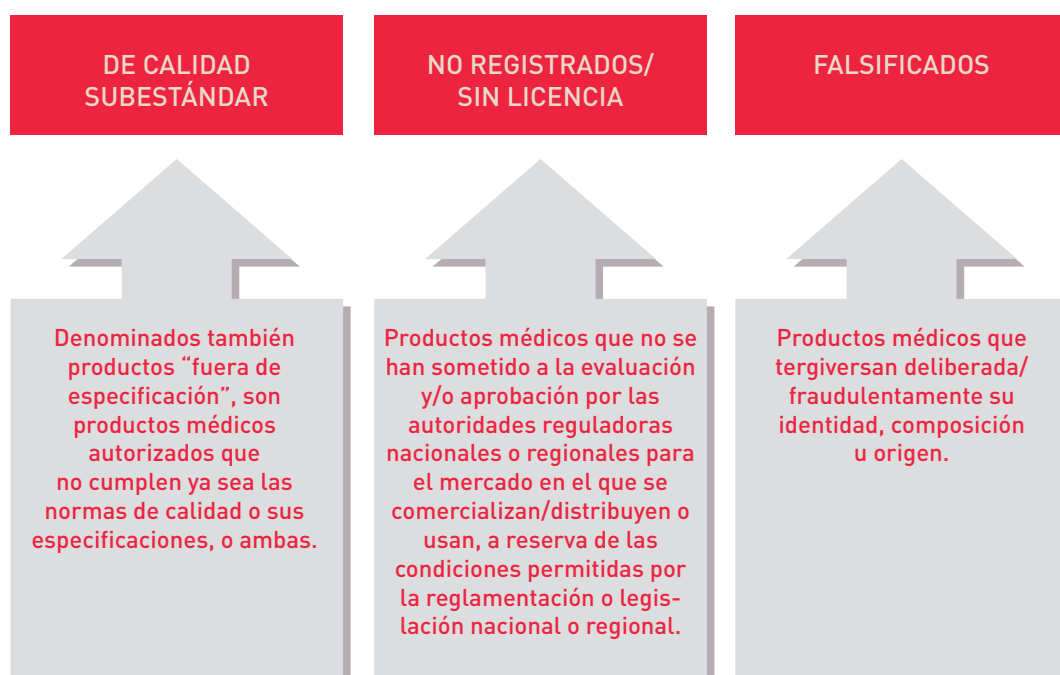 DE CALIDAD
SUBESTÁNDAR
NO REGISTRADOS/
SIN LICENCIA
FALSIFICADOS
Denominados también
productos “fuera de
especificación”, son
productos médicos
autorizados que
no cumplen ya sea las
normas de calidad o sus
especificaciones, o ambas.
Productos médicos que no se
han sometido a la evaluación
y/o aprobación por las
autoridades reguladoras
nacionales o regionales para
el mercado en el que se
comercializan/distribuyen o
usan, a reserva de las
condiciones permitidas por
la reglamentación o legis-
lación nacional o regional.
Productos médicos que
tergiversan deliberada/
fraudulentamente su
identidad, composición
u origen.